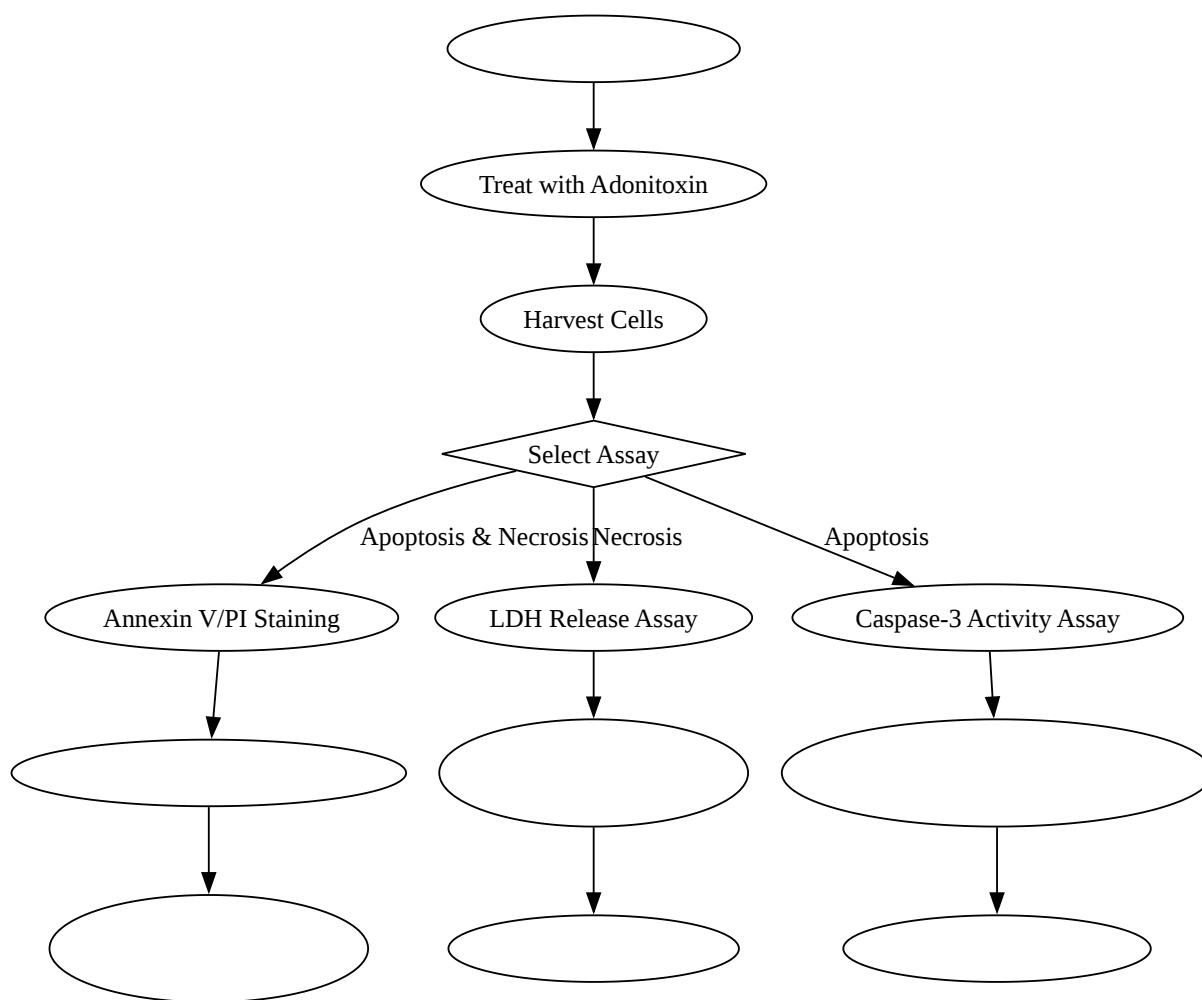 Treat with Adonitoxin
Harvest Cells
Select Assay
Apoptosis & Necrosis
Necrosis
Apoptosis
Annexin V/PI Staining
LDH Release Assay
Caspase-3 Activity Assay